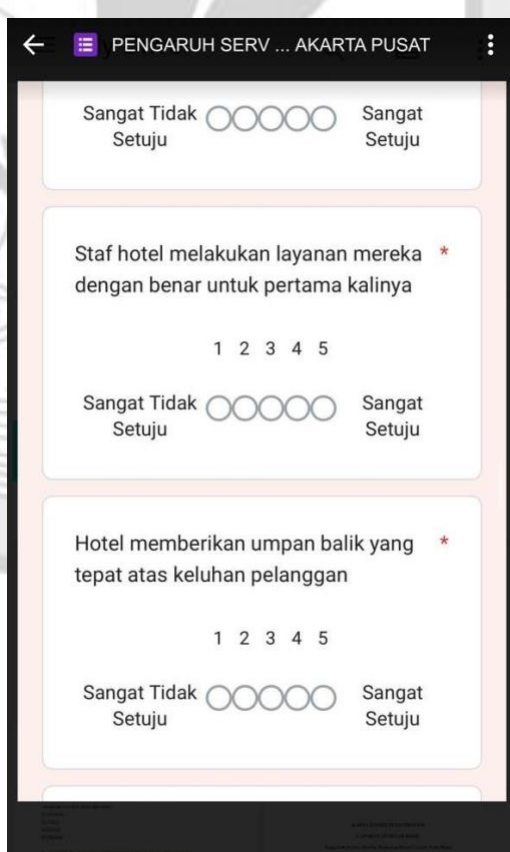 PENGARUH SERV ... AKARTA PUSAT
Sangat Tidak Setuju
Sangat Setuju
Staf hotel melakukan layanan mereka *
dengan benar untuk pertama kalinya
1 2 3 4 5
Sangat Tidak Setuju
Sangat Setuju
Hotel memberikan umpan balik yang *
tepat atas keluhan pelanggan
1 2 3 4 5
Sangat Tidak Setuju
Sangat Setuju